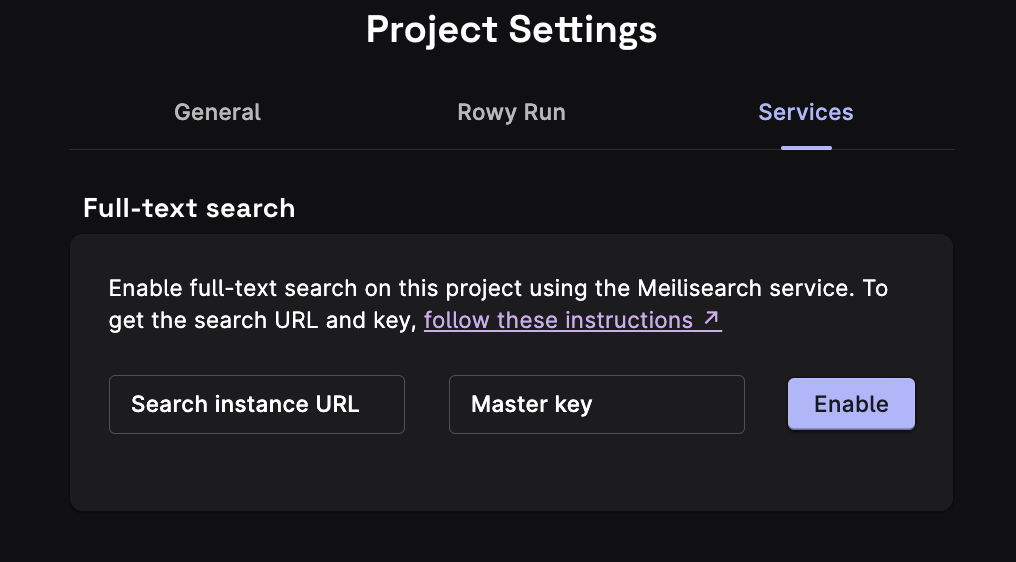 Project Settings
General
Rowy Run
Services
Full-text search
Enable full-text search on this project using the Meilisearch service. To
get the search URL and key, follow these instructions ↗
Search instance URL
Master key
Enable